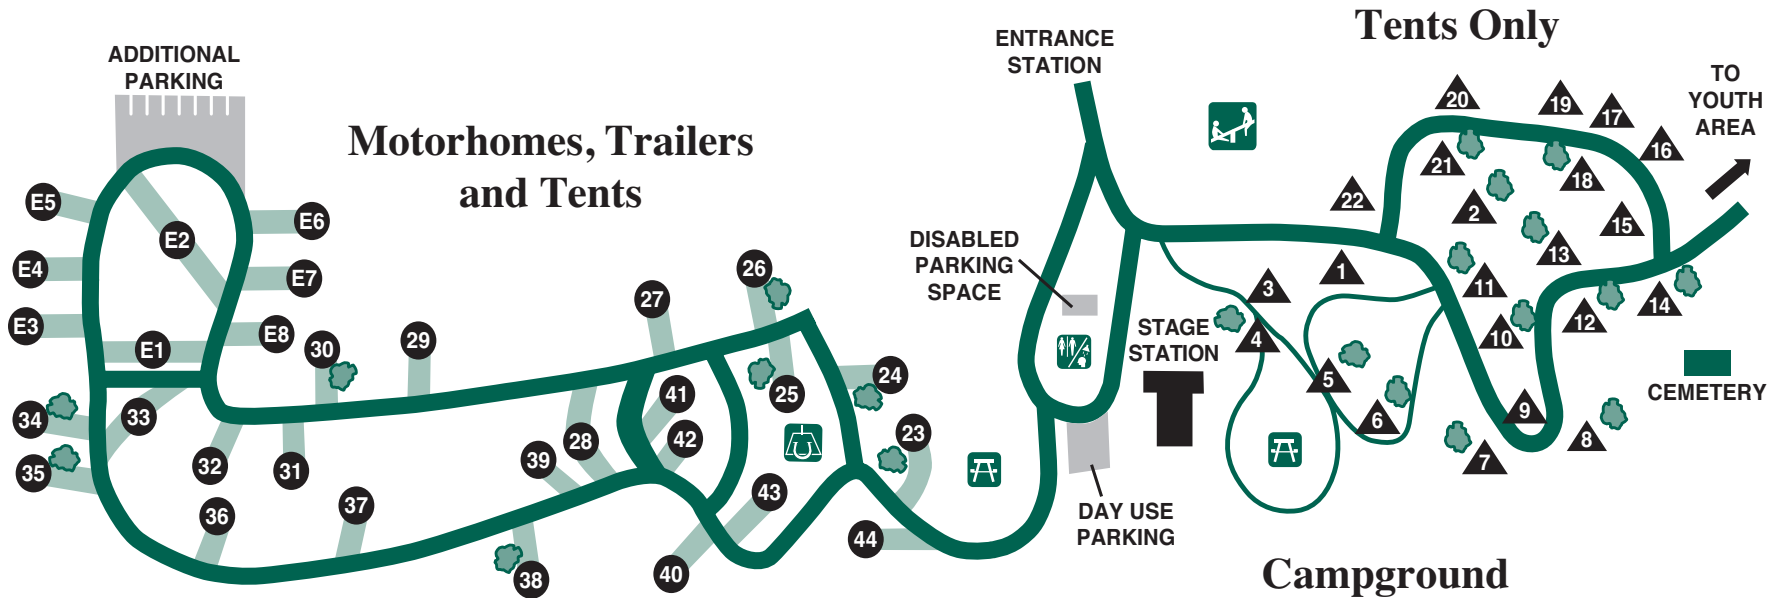 Tents Only
ENTRANCE
STATION
ADDITIONAL
PARKING
TO
YOUTH
AREA
Motorhomes, Trailers
and Tents
20
19
17
16
21
18
22
2
15
13
1
11
3
14
12
10
4
5
6
9
8
7
E5
E6
E2
E4
E7
E3
E8
E1
DISABLED
PARKING
SPACE
STAGE
STATION
CEMETERY
26
27
29
30
24
25
41
34
33
28
42
23
32
31
39
35
43
36
37
44
40
38
DAY USE
PARKING
Campground